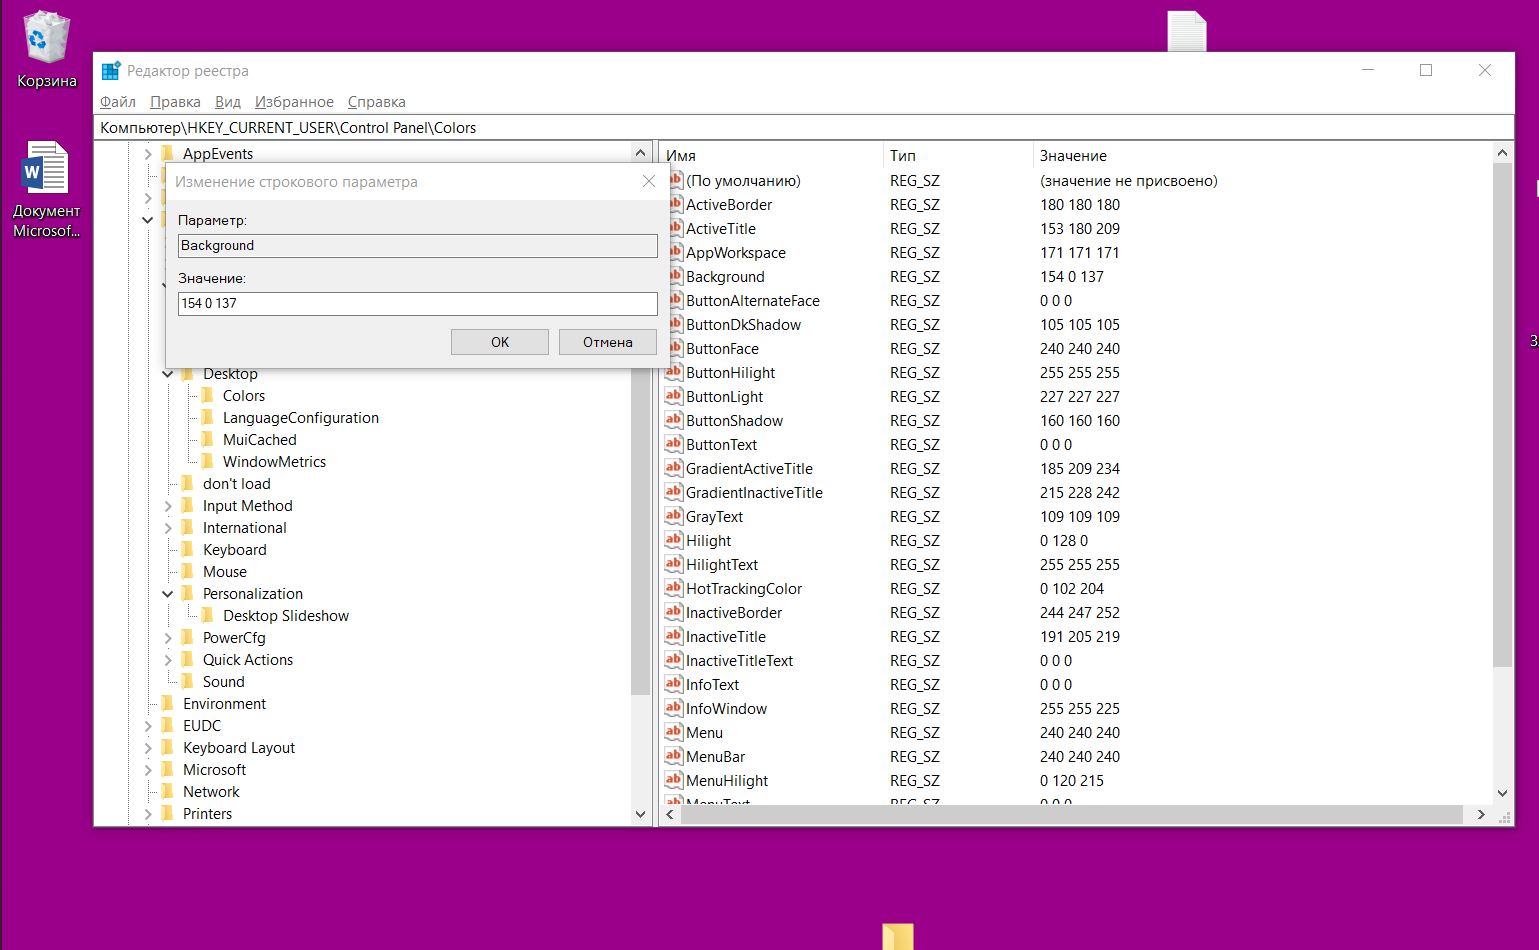 Корзина
Документ
Microsof...
Редактор реестра
Файл Правка Вид Избранное Справка
Компьютер\HKEY_CURRENT_USER\Control Panel\Colors
AppEvents
Изменение строкового параметра
Параметр:
Background
Значение:
154 0 137
OK Отмена
Desktop
Colors
LanguageConfiguration
MuiCached
WindowMetrics
don't load
Input Method
International
Keyboard
Mouse
Personalization
Desktop Slideshow
PowerCfg
Quick Actions
Sound
Environment
EUDC
Keyboard Layout
Microsoft
Network
Printers
Имя Тип Значение
(По умолчанию) REG_SZ (значение не присвоено)
ActiveBorder REG_SZ 180 180 180
ActiveTitle REG_SZ 153 180 209
AppWorkspace REG_SZ 171 171 171
Background REG_SZ 154 0 137
ButtonAlternateFace REG_SZ 0 0 0
ButtonDkShadow REG_SZ 105 105 105
ButtonFace REG_SZ 240 240 240
ButtonHilight REG_SZ 255 255 255
ButtonLight REG_SZ 227 227 227
ButtonShadow REG_SZ 160 160 160
ButtonText REG_SZ 0 0 0
GradientActiveTitle REG_SZ 185 209 234
GradientInactiveTitle REG_SZ 215 228 242
GrayText REG_SZ 109 109 109
Hilight REG_SZ 0 128 0
HilightText REG_SZ 255 255 255
HotTrackingColor REG_SZ 0 102 204
InactiveBorder REG_SZ 244 247 252
InactiveTitle REG_SZ 191 205 219
InactiveTitleText REG_SZ 0 0 0
InfoText REG_SZ 0 0 0
InfoWindow REG_SZ 255 255 225
Menu REG_SZ 240 240 240
MenuBar REG_SZ 240 240 240
MenuHilight REG_SZ 0 120 215
MenuText REG_SZ 0 0 0